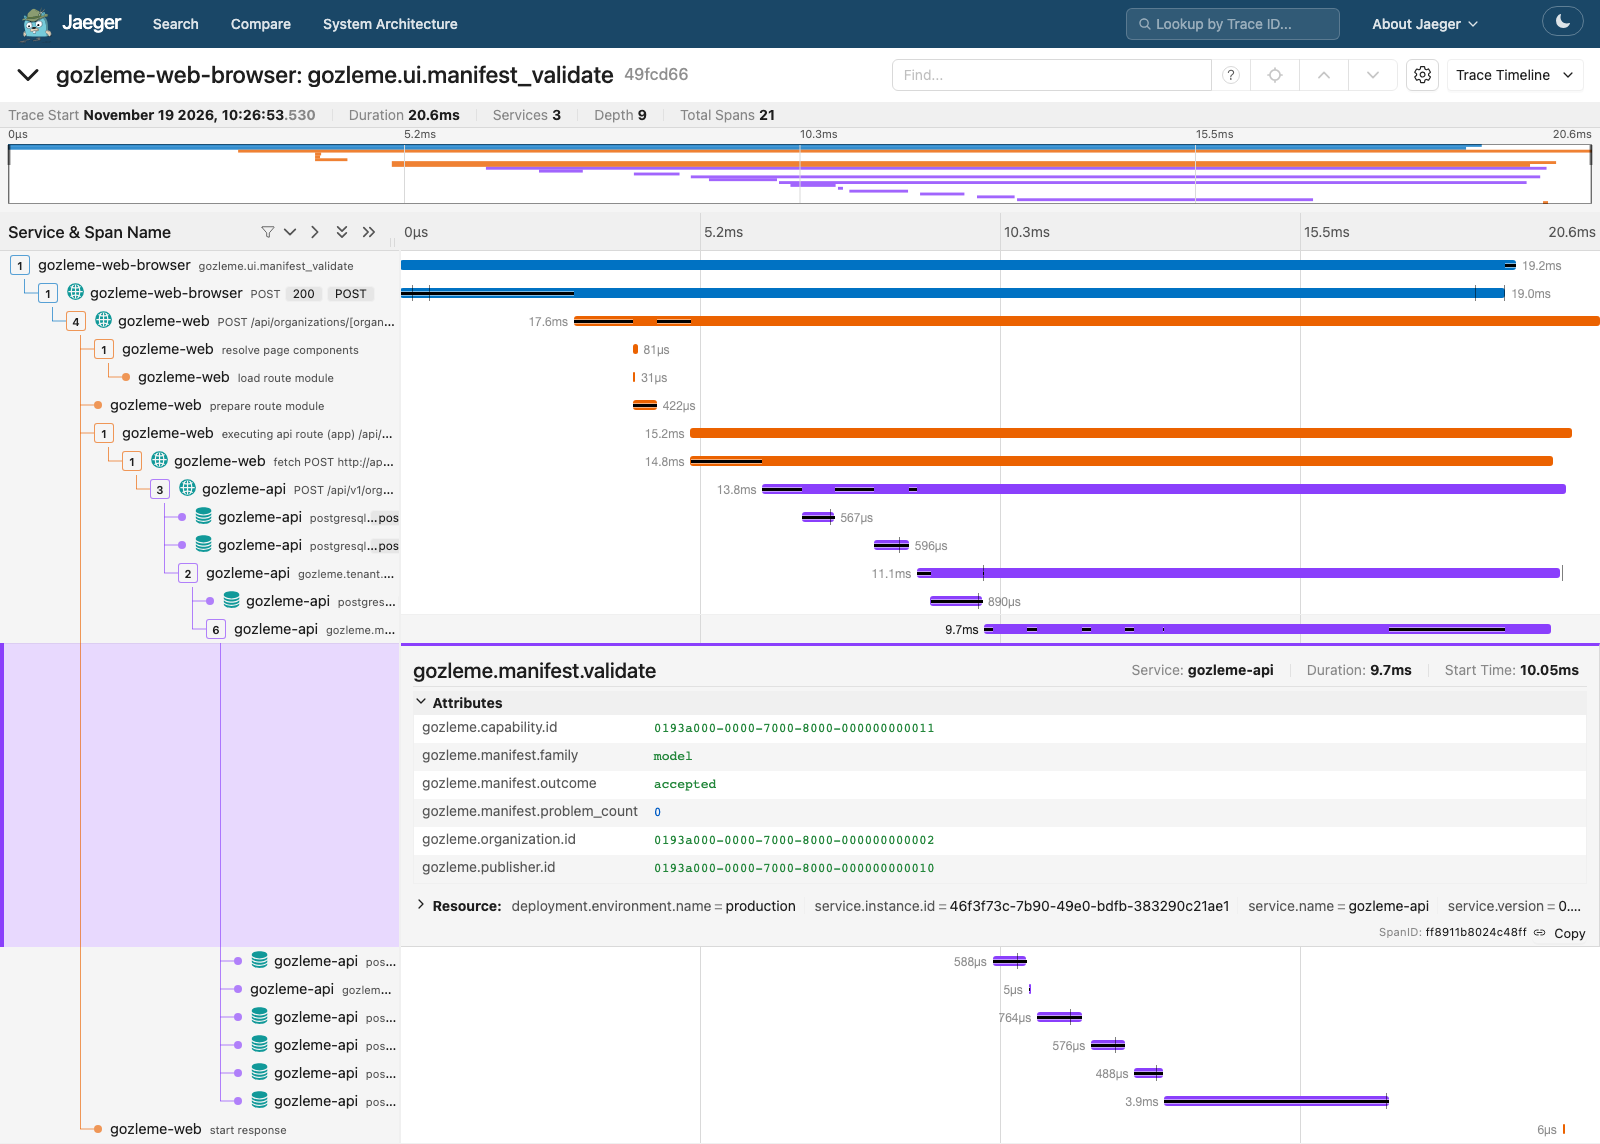 Jaeger Search Compare System Architecture Lookup by Trace ID... About Jaeger
gozleme-web-browser: gozleme.ui.manifest_validate 49fcd66 Find... ? Trace Timeline
Trace Start November 19 2026, 10:26:53.530 Duration 20.6ms Services 3 Depth 9 Total Spans 21
0μs 5.2ms 10.3ms 15.5ms 20.6ms
Service & Span Name 0μs 5.2ms 10.3ms 15.5ms 20.6ms
1 gozleme-web-browser gozleme.ui.manifest_validate 19.2ms
1 gozleme-web-browser POST 200 POST 19.0ms
4 gozleme-web POST /api/organizations/[organ... 17.6ms
1 gozleme-web resolve page components 81μs
gozleme-web load route module 31μs
gozleme-web prepare route module 422μs
1 gozleme-web executing api route (app) /api/... 15.2ms
1 gozleme-web fetch POST http://ap... 14.8ms
3 gozleme-api POST /api/v1/org... 13.8ms
gozleme-api postgresql...pos 567μs
gozleme-api postgresql...pos 596μs
2 gozleme-api gozleme.tenant.... 11.1ms
gozleme-api postgres... 890μs
6 gozleme-api gozleme.m... 9.7ms
gozleme.manifest.validate Service: gozleme-api Duration: 9.7ms Start Time: 10.05ms
Attributes
gozleme.capability.id 0193a000-0000-7000-8000-000000000011
gozleme.manifest.family model
gozleme.manifest.outcome accepted
gozleme.manifest.problem_count 0
gozleme.organization.id 0193a000-0000-7000-8000-000000000002
gozleme.publisher.id 0193a000-0000-7000-8000-000000000010
Resource: deployment.environment.name = production service.instance.id = 46f3f73c-7b90-49e0-bdfb-383290c21ae1 service.name = gozleme-api service.version = 0....
SpanID: ff8911b8024c48ff Copy
gozleme-api pos... 588μs
gozleme-api gozlem... 5μs
gozleme-api pos... 764μs
gozleme-api pos... 576μs
gozleme-api pos... 488μs
gozleme-api pos... 3.9ms
gozleme-web start response 6μs